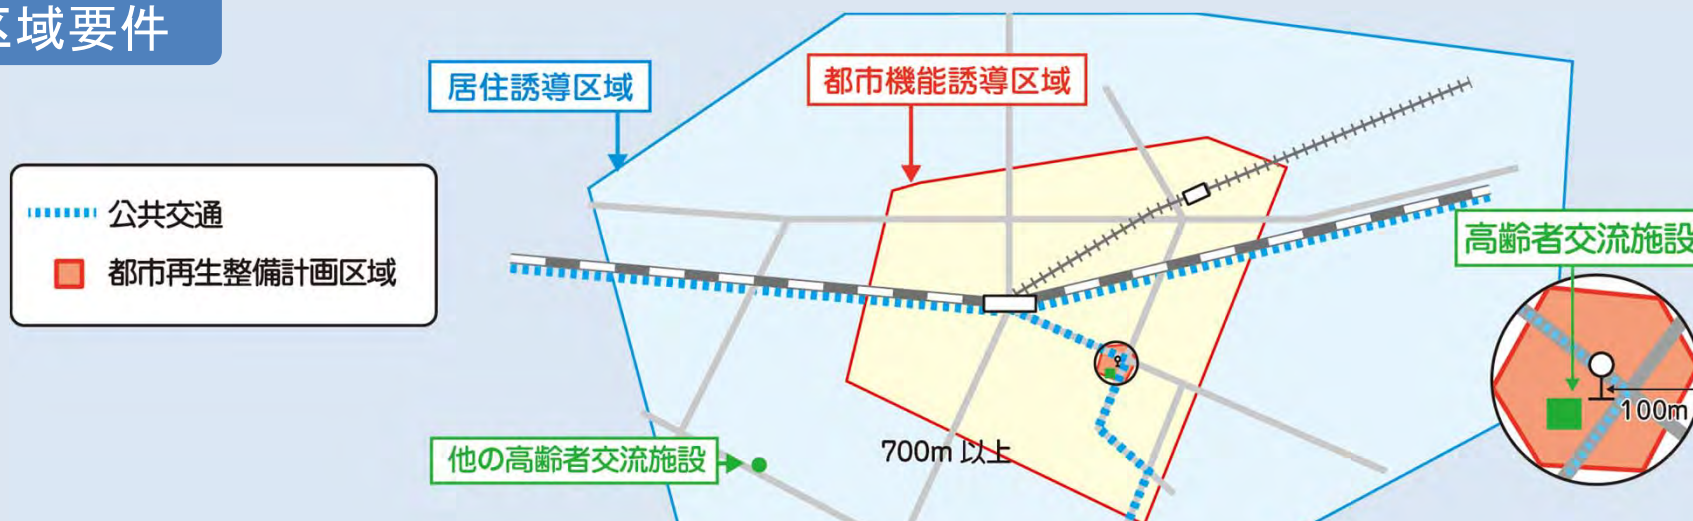 区域要件
居住誘導区域
都市機能誘導区域
公共交通
都市再生整備計画区域
高齢者交流施設
100m
他の高齢者交流施設
700m 以上